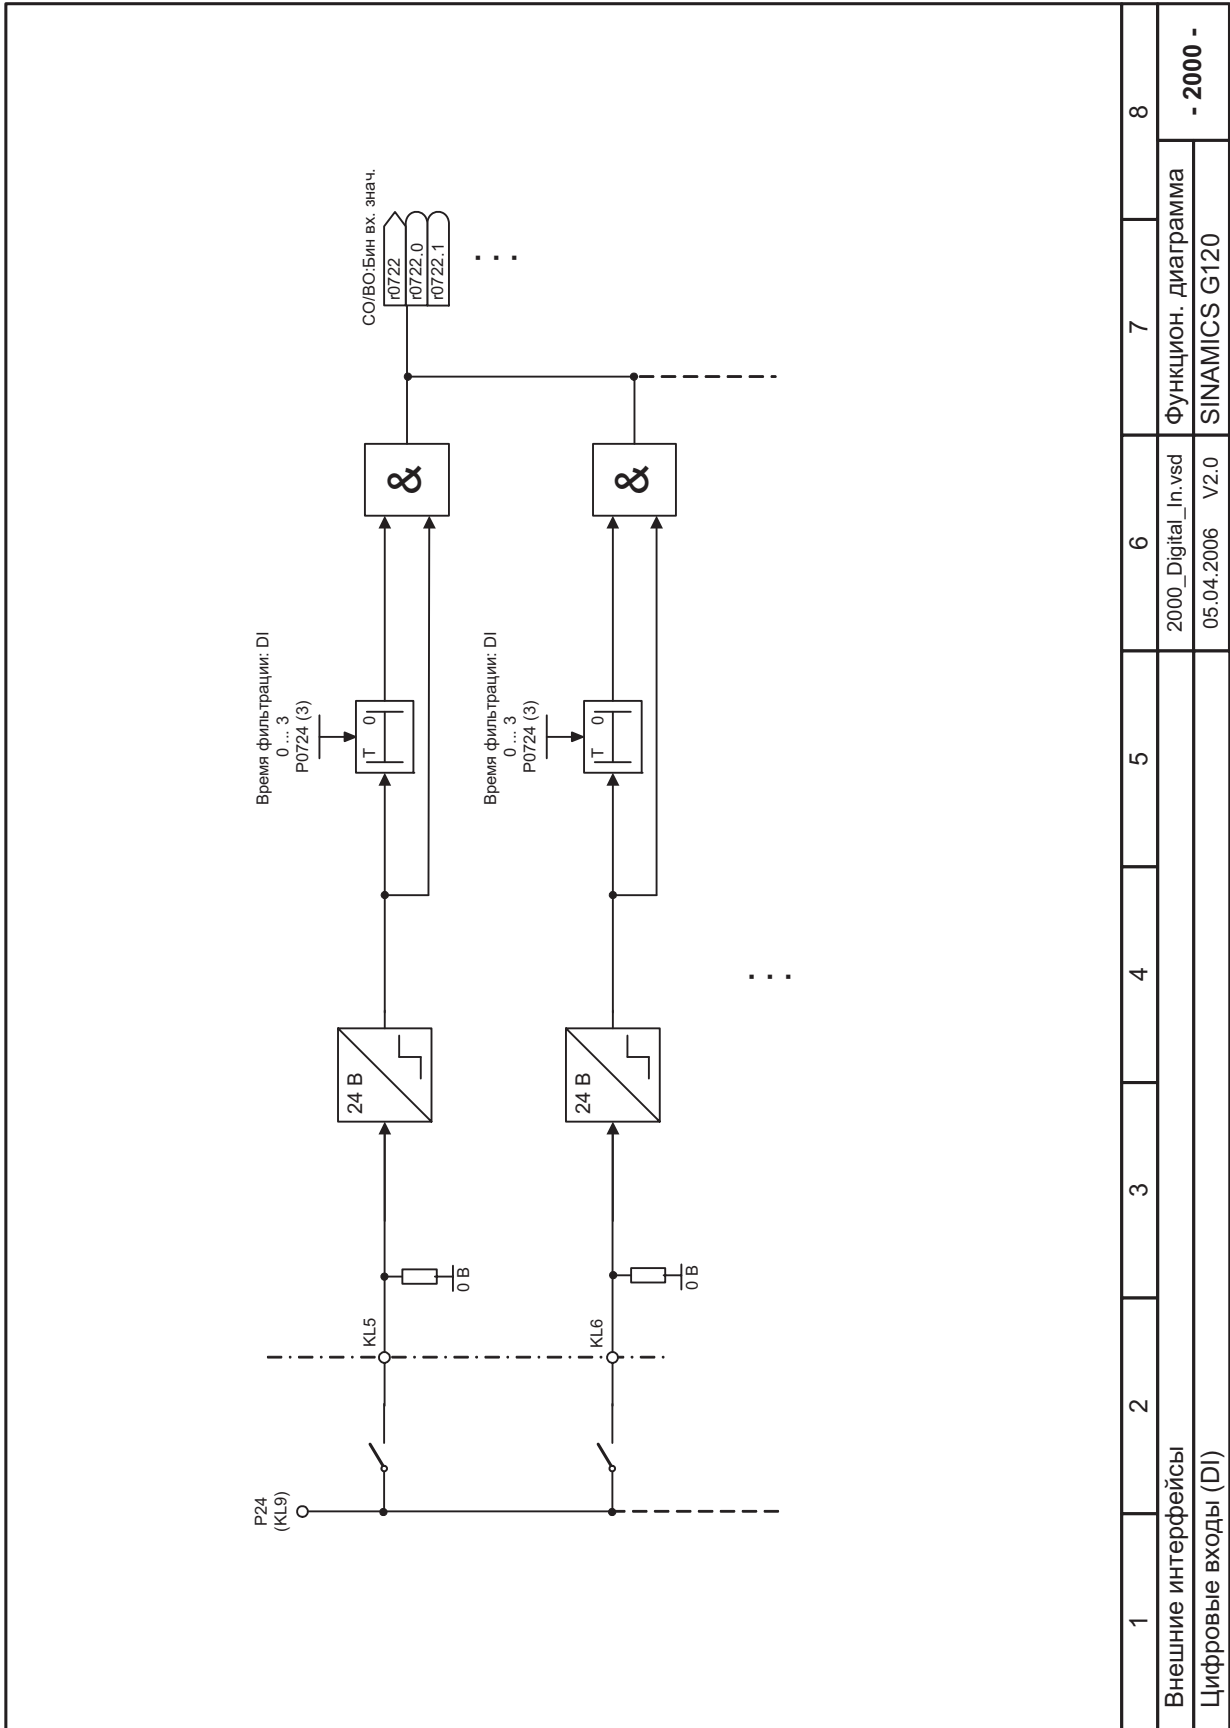 P24
(KL9)
KL5
0 В
24 В
Время фильтрации: DI
0 ... 3
P0724 (3)
T 0
&
CO/BO:Бин вх. знач.
r0722
r0722.0
r0722.1
. . .
KL6
0 В
24 В
Время фильтрации: DI
0 ... 3
P0724 (3)
T 0
&
. . .
1 2 3 4 5 6 7 8
Внешние интерфейсы 2000_Digital_In.vsd Функцион. диаграмма - 2000 -
Цифровые входы (DI) 05.04.2006 V2.0 SINAMICS G120